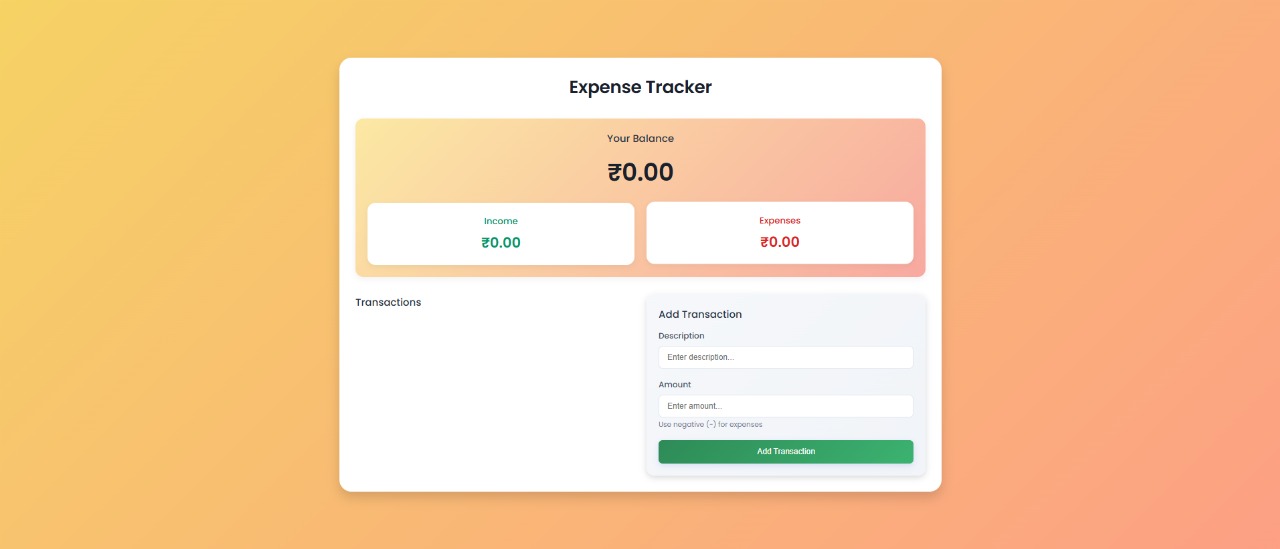 Expense Tracker
Your Balance
₹0.00
Income
₹0.00
Expenses
₹0.00
Transactions
Add Transaction
Description
Enter description...
Amount
Enter amount...
Use negative (-) for expenses
Add Transaction